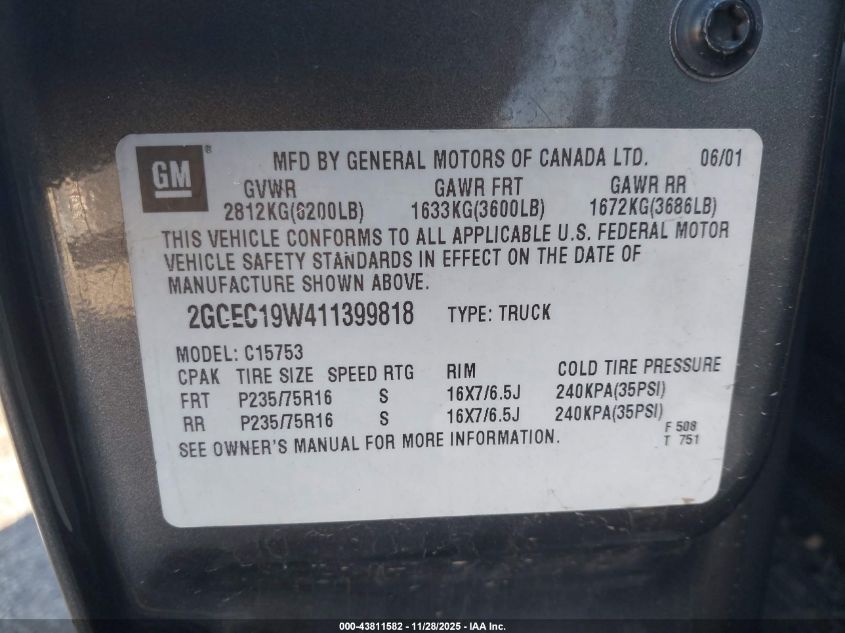 GM ®
MFD BY GENERAL MOTORS OF CANADA LTD. 06/01
GVWR GAWR FRT GAWR RR
2812KG(6200LB) 1633KG(3600LB) 1672KG(3686LB)
THIS VEHICLE CONFORMS TO ALL APPLICABLE U.S. FEDERAL MOTOR
VEHICLE SAFETY STANDARDS IN EFFECT ON THE DATE OF
MANUFACTURE SHOWN ABOVE.
2GCEC19W411399818 TYPE: TRUCK
MODEL: C15753
CPAK TIRE SIZE SPEED RTG RIM COLD TIRE PRESSURE
FRT P235/75R16 S 16X7/6.5J 240KPA(35PSI)
RR P235/75R16 S 16X7/6.5J 240KPA(35PSI)
SEE OWNER'S MANUAL FOR MORE INFORMATION.
F 508
T 751
000-43811582 - 11/28/2025 - IAA Inc.